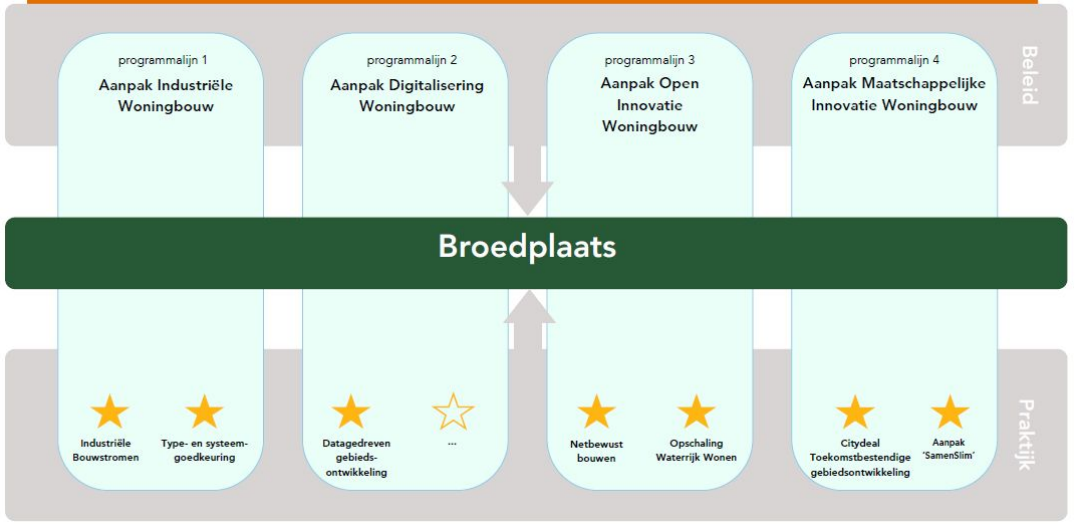 programmalijn 1
Aanpak Industriële
Woningbouw
programmalijn 2
Aanpak Digitalisering
Woningbouw
programmalijn 3
Aanpak Open
Innovatie
Woningbouw
programmalijn 4
Aanpak Maatschappelijke
Innovatie Woningbouw
Beleid
Broedplaats
Industriële
Bouwstromen
Type- en systeem-
goedkeuring
Datagedreven
gebieds-
ontwikkeling
...
Netbewust
bouwen
Opschaling
Waterrijk Wonen
Citydeal
Toekomstbestendige
gebiedsontwikkeling
Aanpak
‘SamenSlim’
Praktijk